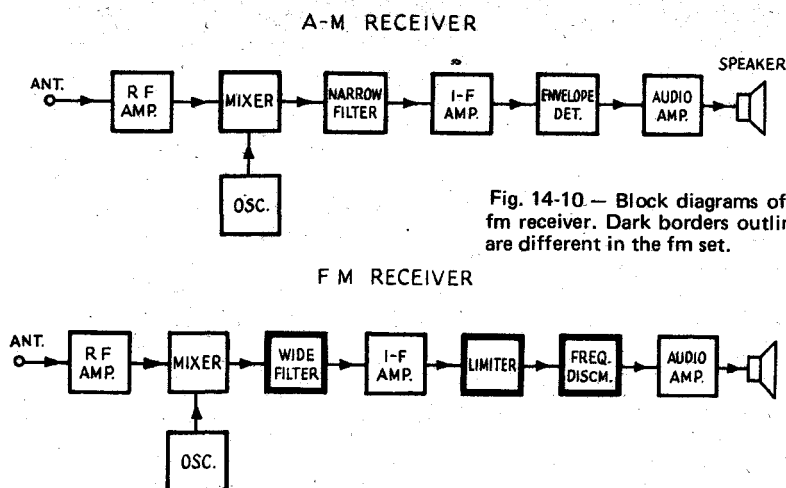 A-M RECEIVER
SPEAKER
ANT.
R F
AMP.
MIXER
NARROW
FILTER
I-F
AMP.
ENVELOPE
DET.
AUDIO
AMP.
OSC.
Fig. 14-10 — Block diagrams of
fm receiver. Dark borders outlin
are different in the fm set.
F M RECEIVER
ANT.
R F
AMP.
MIXER
WIDE
FILTER
I-F
AMP.
LIMITER
FREQ.
DISCM.
AUDIO
AMP.
OSC.